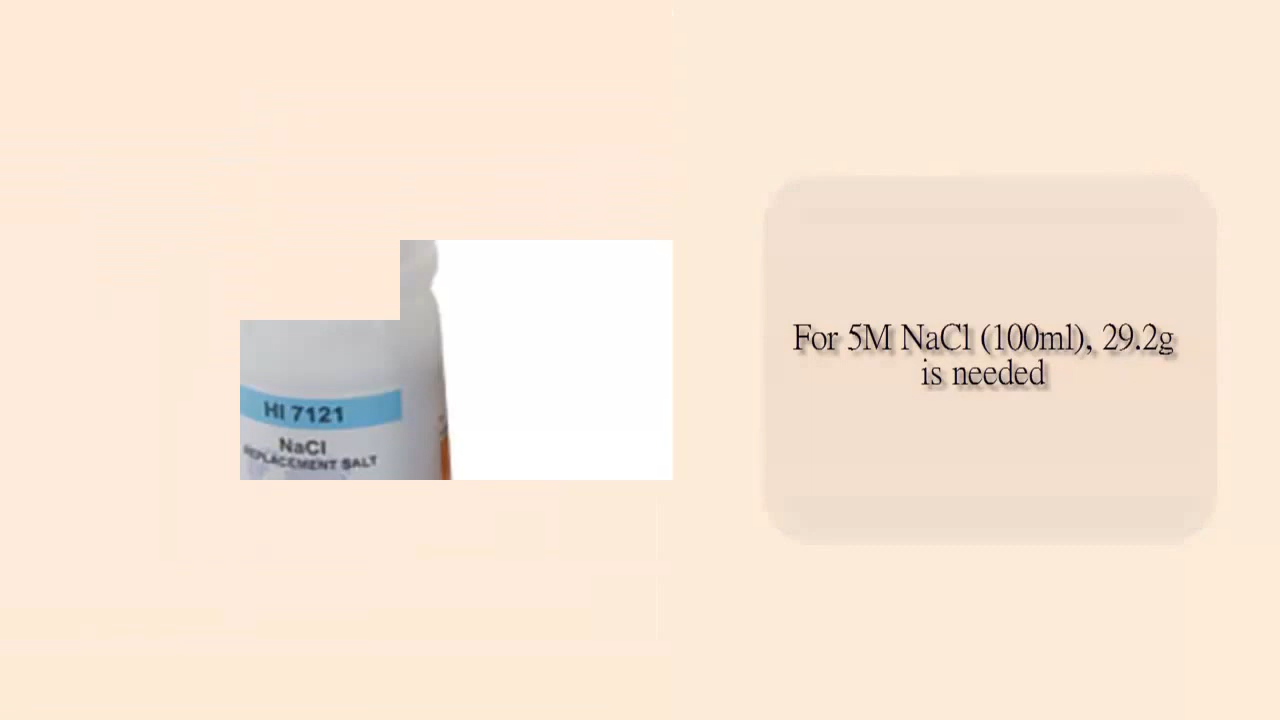 HI 7121
NaCl
REPLACEMENT SALT
For 5M NaCl (100ml), 29.2g
is needed